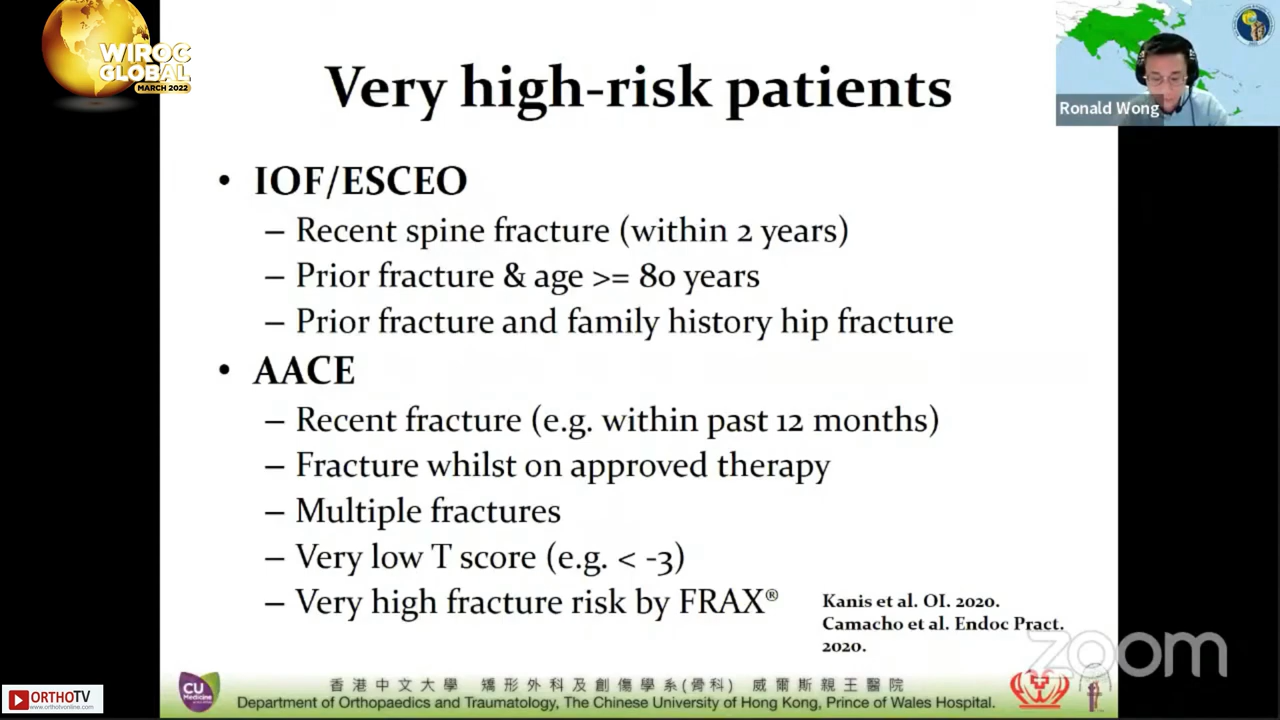 WIROC
GLOBAL
MARCH 2022
Very high-risk patients
Ronald Wong
• IOF/ESCEO
– Recent spine fracture (within 2 years)
– Prior fracture & age >= 80 years
– Prior fracture and family history hip fracture
• AACE
– Recent fracture (e.g. within past 12 months)
– Fracture whilst on approved therapy
– Multiple fractures
– Very low T score (e.g. < -3)
– Very high fracture risk by FRAX®
Kanis et al. OI. 2020.
Camacho et al. Endoc Pract.
2020.
zoom
CU
Medicine
香港中文大學 矯形外科及創傷學系(骨科) 威爾斯親王醫院
Department of Orthopaedics and Traumatology, The Chinese University of Hong Kong, Prince of Wales Hospital.
ORTHOTV
www.orthotvonline.com